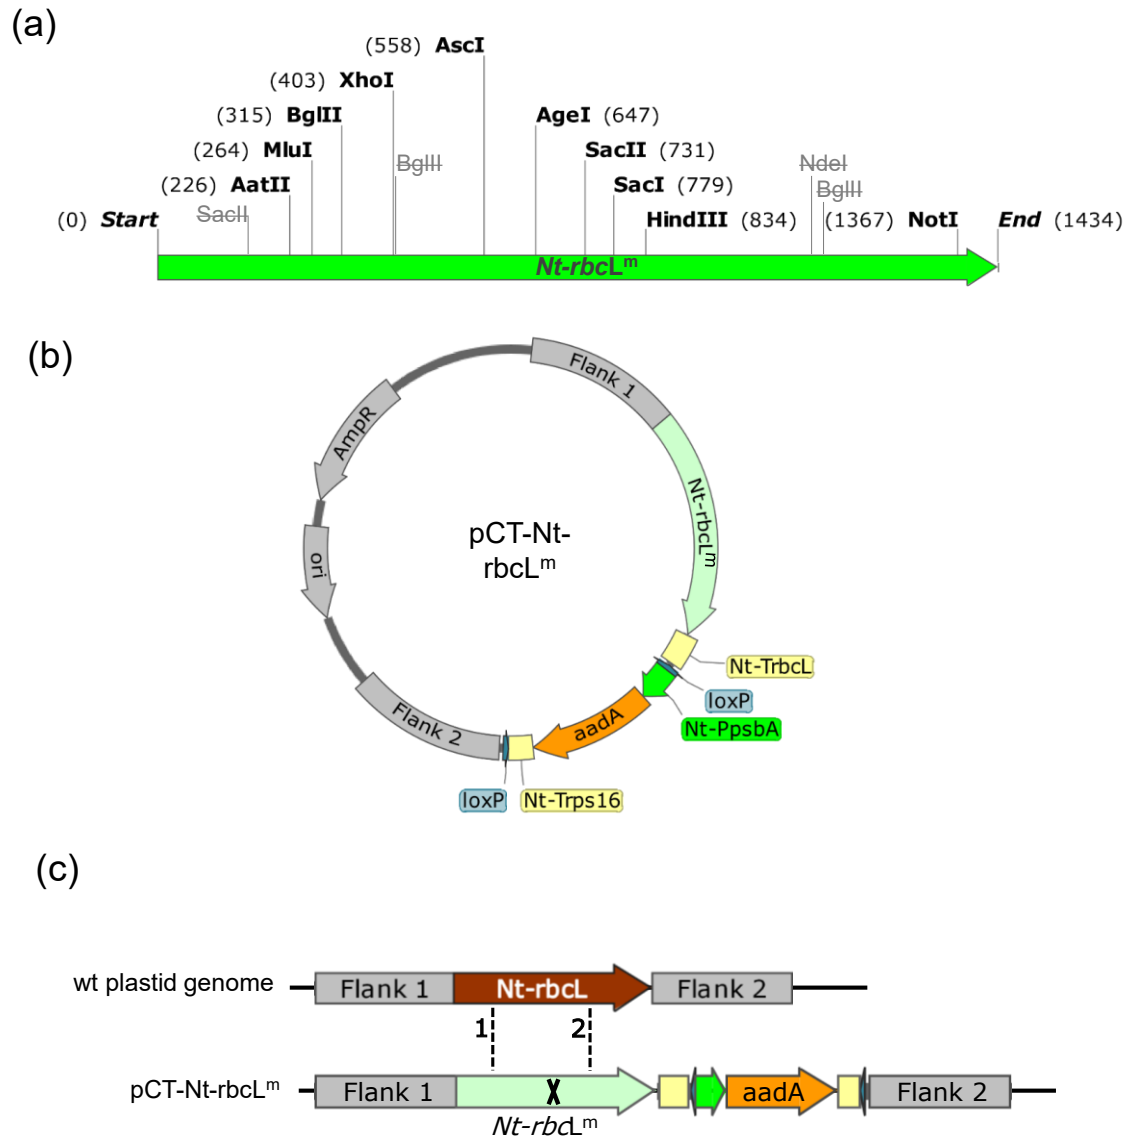 (a)
(558) AscI
(403) XhoI
(315) BglII AgeI (647)
(264) MluI BglII SacII (731) NdeI
(226) AatII SacI (779) BglII
(0) Start SacII HindIII (834) (1367) NotI End (1434)
Nt-rbcLᵐ
(b)
Flank 1
AmpR
Nt-rbcLᵐ
pCT-Nt-
rbcLᵐ
ori
Nt-TrbcL
loxP
Nt-PpsbA
aadA
Flank 2
loxP Nt-Trps16
(c)
wt plastid genome Flank 1 Nt-rbcL Flank 2
1 2
pCT-Nt-rbcLᵐ Flank 1 X aadA Flank 2
Nt-rbcLᵐ